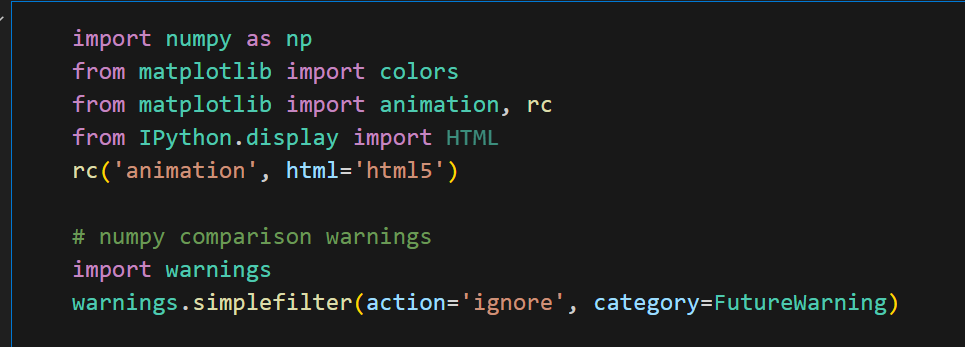 import numpy as np
from matplotlib import colors
from matplotlib import animation, rc
from IPython.display import HTML
rc('animation', html='html5')
# numpy comparison warnings
import warnings
warnings.simplefilter(action='ignore', category=FutureWarning)